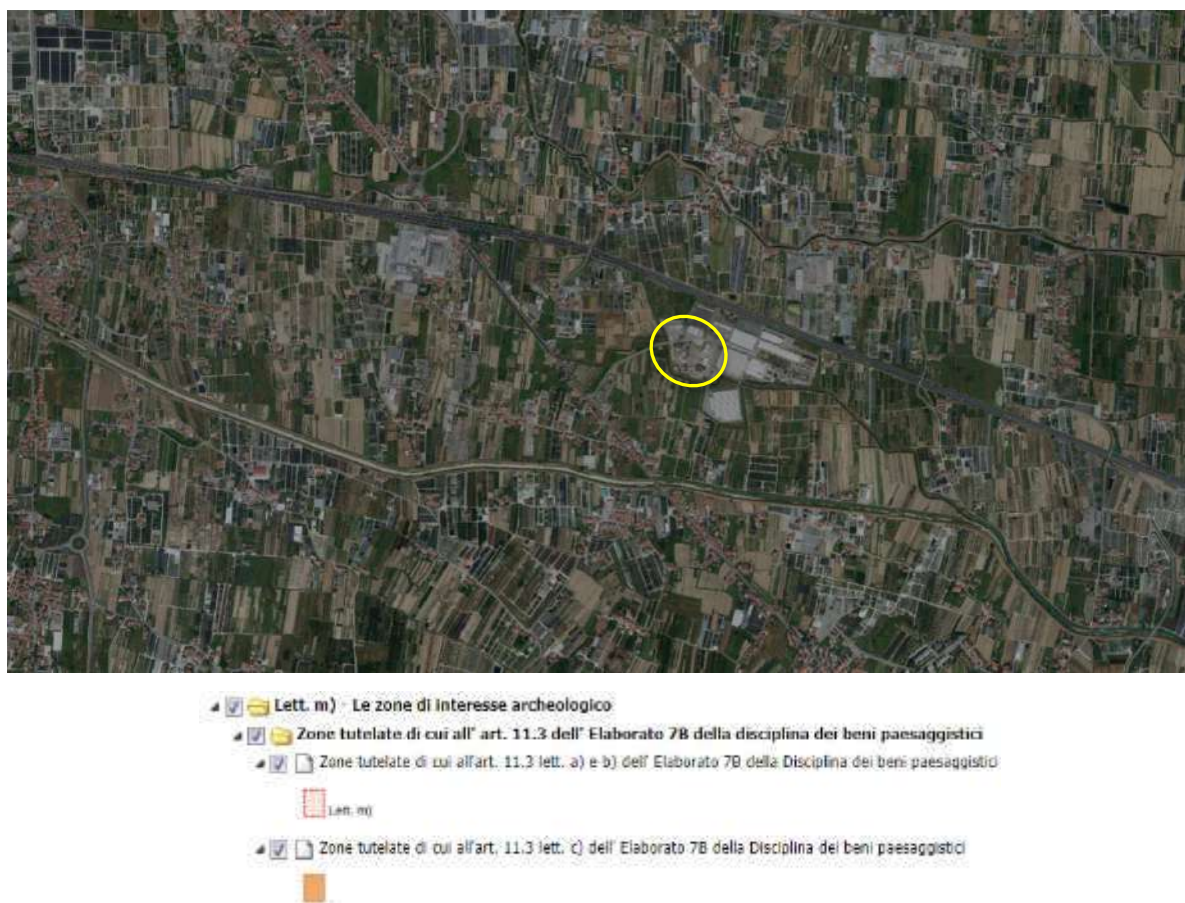 Lett. m) - Le zone di interesse archeologico
Zone tutelate di cui all' art. 11.3 dell' Elaborato 7B della disciplina dei beni paesaggistici
Zone tutelate di cui all'art. 11.3 lett. a) e b) dell' Elaborato 7B della Disciplina dei beni paesaggistici
Lett. m)
Zone tutelate di cui all'art. 11.3 lett. c) dell' Elaborato 7B della Disciplina dei beni paesaggistici